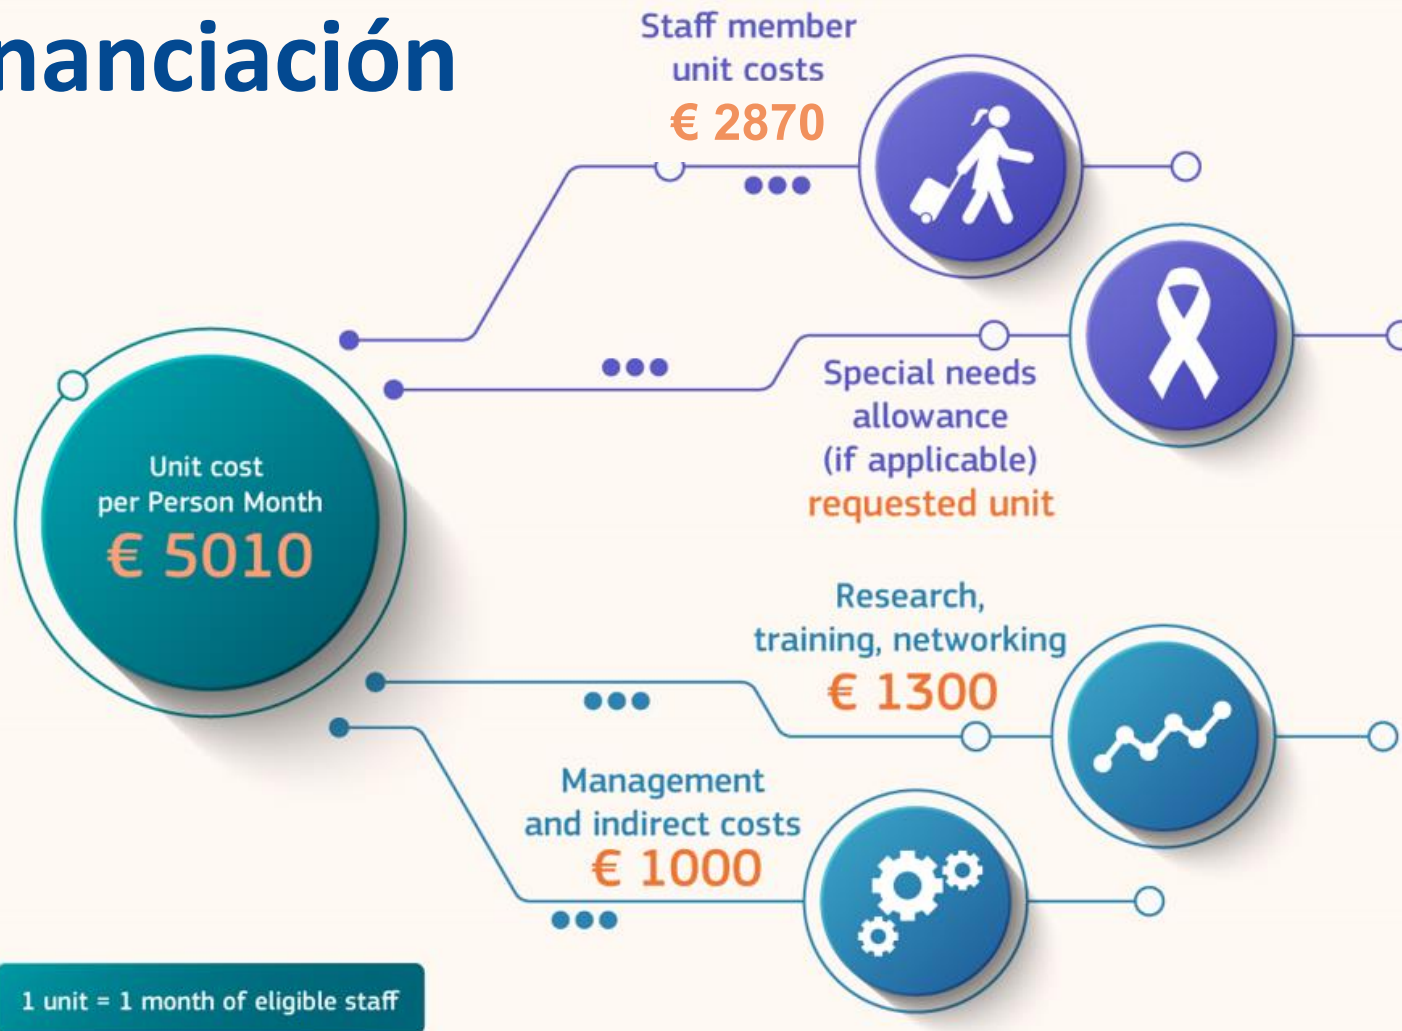 nanciación
Staff member
unit costs
€ 2870
Special needs
allowance
(if applicable)
requested unit
Unit cost
per Person Month
€ 5010
Research,
training, networking
€ 1300
Management
and indirect costs
€ 1000
1 unit = 1 month of eligible staff